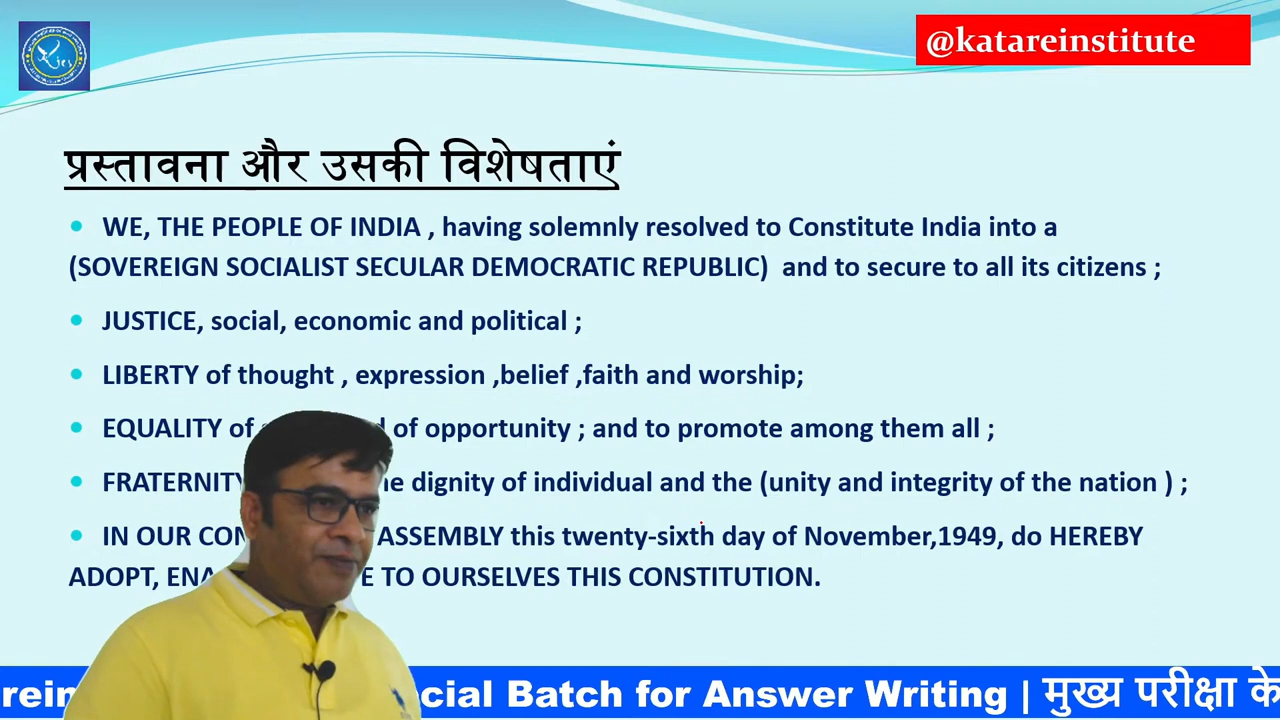 @katareinstitute
प्रस्तावना और उसकी विशेषताएं
WE, THE PEOPLE OF INDIA , having solemnly resolved to Constitute India into a
(SOVEREIGN SOCIALIST SECULAR DEMOCRATIC REPUBLIC) and to secure to all its citizens ;
JUSTICE, social, economic and political ;
LIBERTY of thought , expression ,belief ,faith and worship;
EQUALITY of of opportunity ; and to promote among them all ;
FRATERNITY dignity of individual and the (unity and integrity of the nation ) ;
IN OUR ASSEMBLY this twenty-sixth day of November,1949, do HEREBY
ADOPT, TO OURSELVES THIS CONSTITUTION.
Batch for Answer Writing | मुख्य परीक्षा के